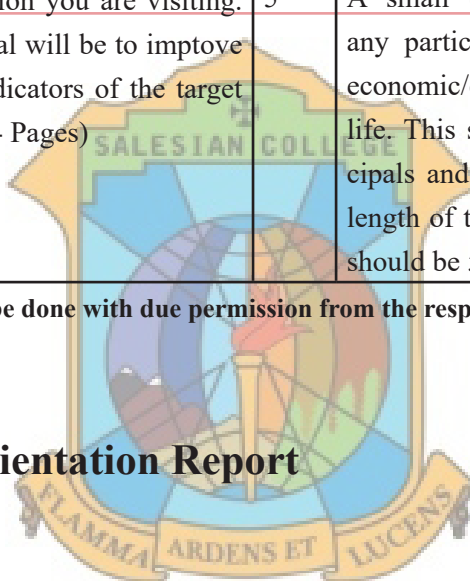 on you are visiting.
al will be to imptove
dicators of the target
Pages)
5
A small
any partic
economic/
life. This s
cipals and
length of t
should be
be done with due permission from the resp
ientation Report
SALESIAN COLLEGE
FLAMMA ARDENS ET LUCENS